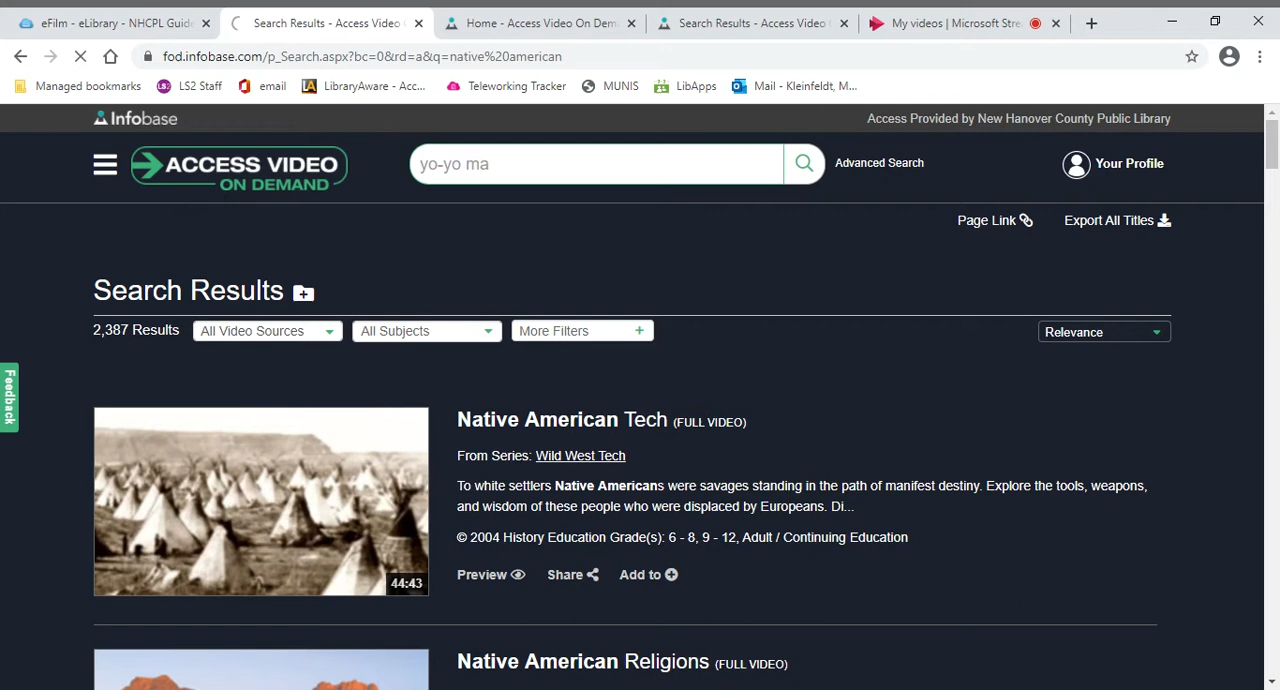 eFilm - eLibrary - NHCPL Guide
Search Results - Access Video
Home - Access Video On Dem
Search Results - Access Video
My videos | Microsoft Stre
fod.infobase.com/p_Search.aspx?bc=0&rd=a&q=native%20american
Managed bookmarks LS2 Staff email LibraryAware - Acc... Teleworking Tracker MUNIS LibApps Mail - Kleinfeldt, M...
Infobase
Access Provided by New Hanover County Public Library
ACCESS VIDEO
ON DEMAND
yo-yo ma
Advanced Search
Your Profile
Page Link
Export All Titles
Search Results
2,387 Results
All Video Sources
All Subjects
More Filters +
Relevance
Feedback
Native American Tech (FULL VIDEO)
From Series: Wild West Tech
To white settlers Native Americans were savages standing in the path of manifest destiny. Explore the tools, weapons,
and wisdom of these people who were displaced by Europeans. Di...
© 2004 History Education Grade(s): 6 - 8, 9 - 12, Adult / Continuing Education
44:43
Preview
Share
Add to
Native American Religions (FULL VIDEO)